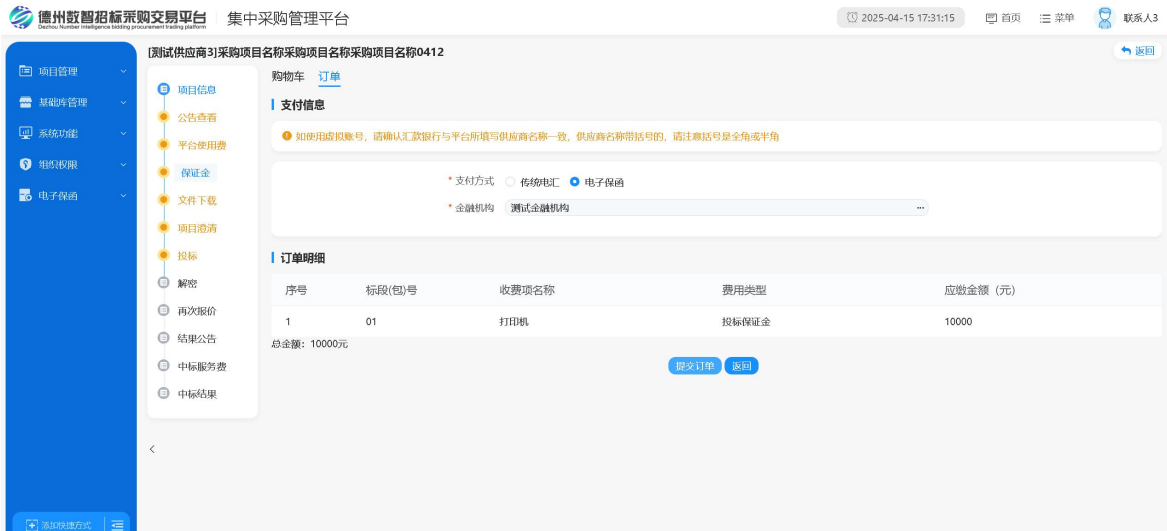 德州数智招标采购交易平台 集中采购管理平台 2025-04-15 17:31:15 首页 菜单 联系人3
Dezhou Number intelligence bidding procurement trading platform
[测试供应商3]采购项目名称采购项目名称采购项目名称0412 返回
项目管理
基础库管理
系统功能
组织权限
电子保函
添加快捷方式
项目信息
公告查看
平台使用费
保证金
文件下载
项目澄清
投标
解密
再次报价
结果公告
中标服务费
中标结果
购物车 订单
支付信息
如使用虚拟账号，请确认汇款银行与平台所填写供应商名称一致，供应商名称带括号的，请注意括号是全角或半角
* 支付方式 传统电汇 电子保函
* 金融机构 测试金融机构 ...
订单明细
序号 标段(包)号 收费项名称 费用类型 应缴金额（元）
1 01 打印机 投标保证金 10000
总金额：10000元
提交订单 返回